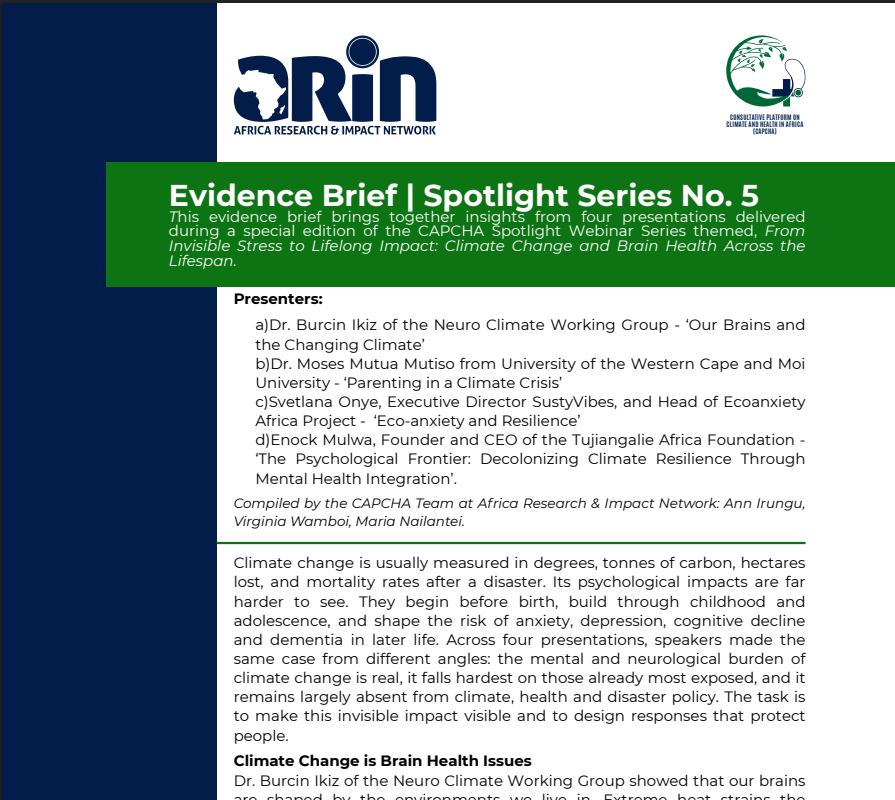 aRin
AFRICA RESEARCH & IMPACT NETWORK
CONSULTATIVE PLATFORM ON
CLIMATE AND HEALTH IN AFRICA
(CAPCHA)
Evidence Brief | Spotlight Series No. 5
This evidence brief brings together insights from four presentations delivered
during a special edition of the CAPCHA Spotlight Webinar Series themed, From
Invisible Stress to Lifelong Impact: Climate Change and Brain Health Across the
Lifespan.
Presenters:
a)Dr. Burcin Ikiz of the Neuro Climate Working Group - ‘Our Brains and
the Changing Climate’
b)Dr. Moses Mutua Mutiso from University of the Western Cape and Moi
University - ‘Parenting in a Climate Crisis’
c)Svetlana Onye, Executive Director SustyVibes, and Head of Ecoanxiety
Africa Project - ‘Eco-anxiety and Resilience’
d)Enock Mulwa, Founder and CEO of the Tujiangalie Africa Foundation -
‘The Psychological Frontier: Decolonizing Climate Resilience Through
Mental Health Integration’.
Compiled by the CAPCHA Team at Africa Research & Impact Network: Ann Irungu,
Virginia Wamboi, Maria Nailantei.
Climate change is usually measured in degrees, tonnes of carbon, hectares
lost, and mortality rates after a disaster. Its psychological impacts are far
harder to see. They begin before birth, build through childhood and
adolescence, and shape the risk of anxiety, depression, cognitive decline
and dementia in later life. Across four presentations, speakers made the
same case from different angles: the mental and neurological burden of
climate change is real, it falls hardest on those already most exposed, and it
remains largely absent from climate, health and disaster policy. The task is
to make this invisible impact visible and to design responses that protect
people.
Climate Change is Brain Health Issues
Dr. Burcin Ikiz of the Neuro Climate Working Group showed that our brains
are shaped by the environments we live in. Extreme heat strains the